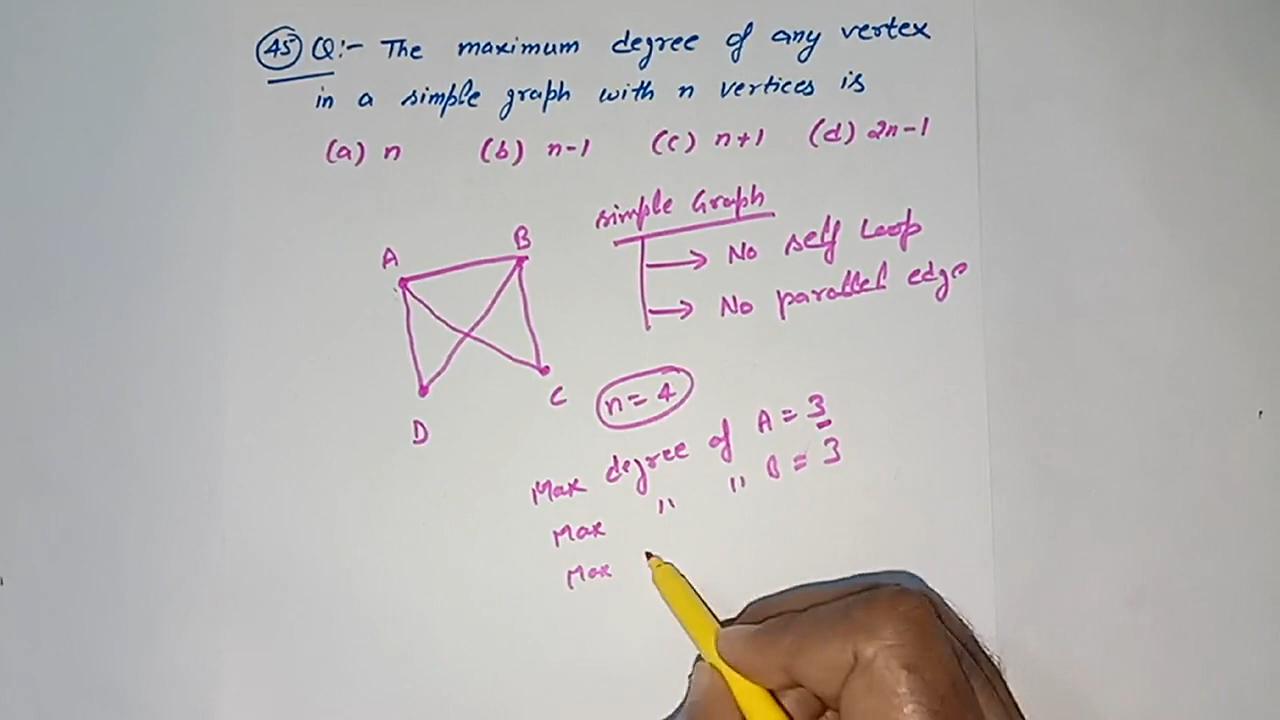 45 Q:- The maximum degree of any vertex
in a simple graph with n vertices is
(a) n (b) n-1 (c) n+1 (d) 2n-1
simple Graph
→ No self Loop
→ No parallel edge
A B
C
D
n=4
Max degree of A = 3
Max " " B = 3
Max